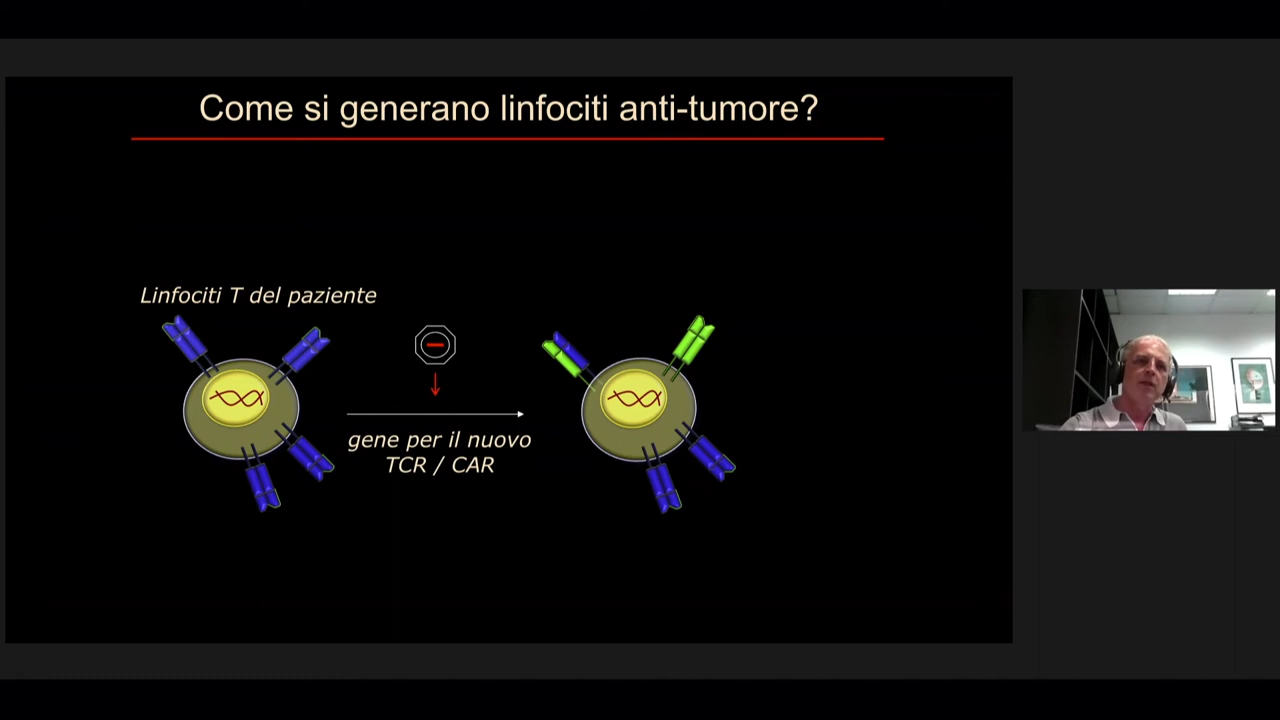 Come si generano linfociti anti-tumore?
Linfociti T del paziente
gene per il nuovo
TCR / CAR